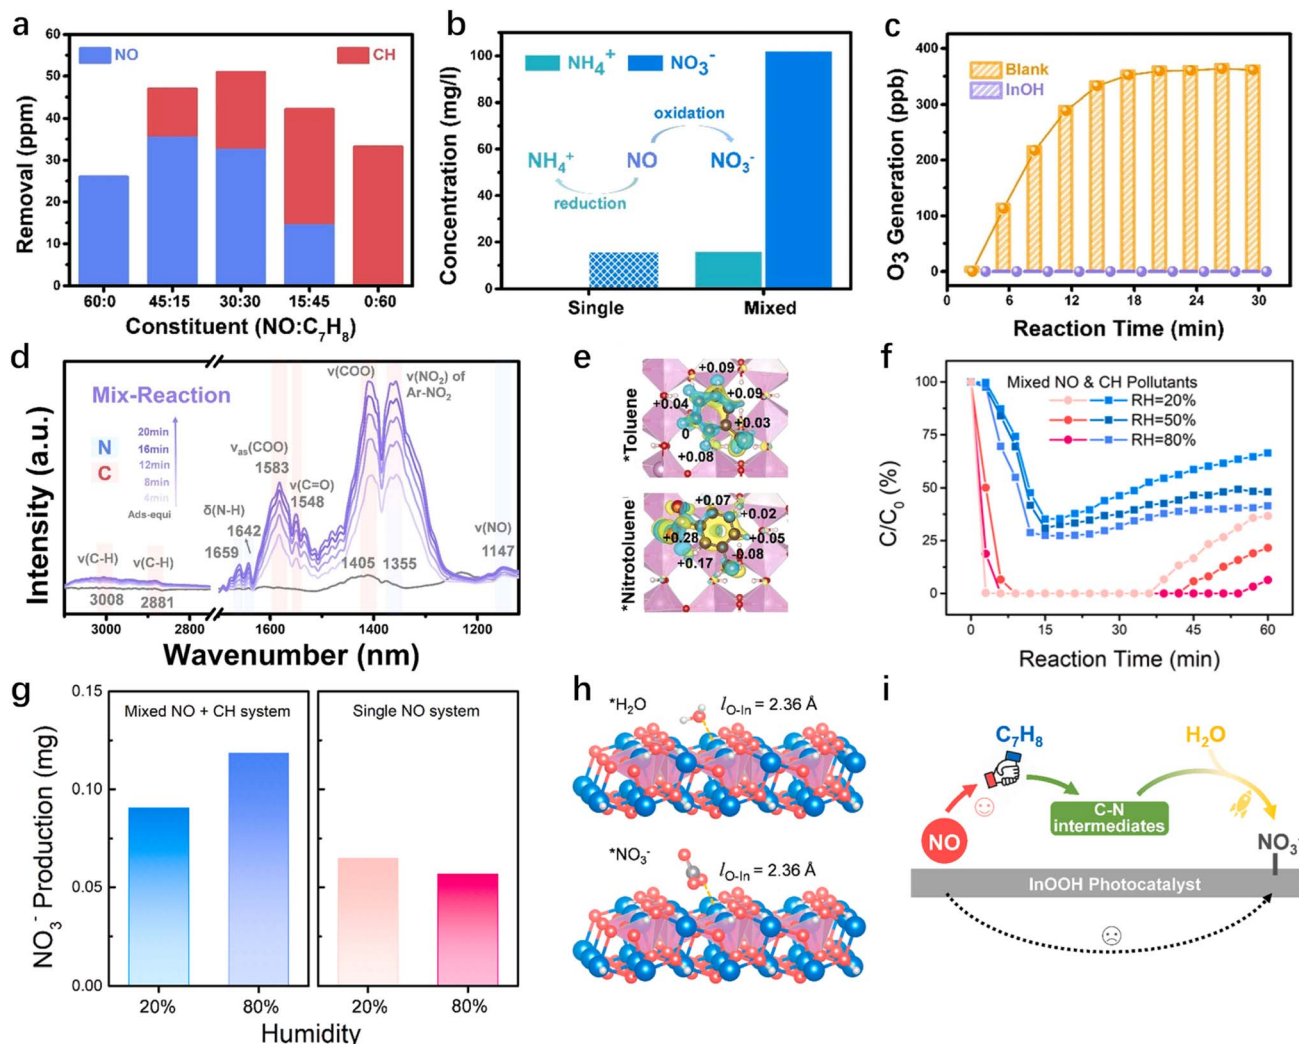 a
NO
CH
Removal (ppm)
60
50
40
30
20
10
0
60:0
45:15
30:30
15:45
0:60
Constituent (NO:C₇H₈)
b
NH₄⁺
NO₃⁻
Concentration (mg/l)
100
80
60
40
20
0
oxidation
NH₄⁺
NO
NO₃⁻
reduction
Single
Mixed
c
Blank
InOH
O3 Generation (ppb)
400
300
200
360
0
6
12
18
24
30
Reaction Time (min)
d
Mix-Reaction
20min
16min
12min
8min
4min
Ads-equi
N
C
Intensity (a.u.)
ν(COO)
ν(NO₂) of
Ar-NO₂
νas(COO)
1583
ν(C=O)
1548
δ(N-H)
1642
1659
ν(C-H)
ν(C-H)
3008
2881
1405
1355
ν(NO)
1147
3000
2800
1600
1400
1200
Wavenumber (nm)
e
*Toluene
+0.09
+0.09
+0.04
+0.03
0
+0.08
*Nitrotoluene
+0.07
+0.02
+0.28
+0.05
-0.08
+0.17
f
Mixed NO & CH Pollutants
RH=20%
RH=50%
RH=80%
C/C₀ (%)
100
75
50
25
0
0
15
30
45
60
Reaction Time (min)
g
Mixed NO + CH system
Single NO system
NO₃⁻ Production (mg)
0.15
0.10
0.05
0.00
20%
80%
20%
80%
Humidity
h
*H₂O
lO-In = 2.36 Å
*NO₃⁻
lO-In = 2.36 Å
i
C₇H₈
H₂O
C-N
intermediates
NO
NO₃⁻
InOOH Photocatalyst